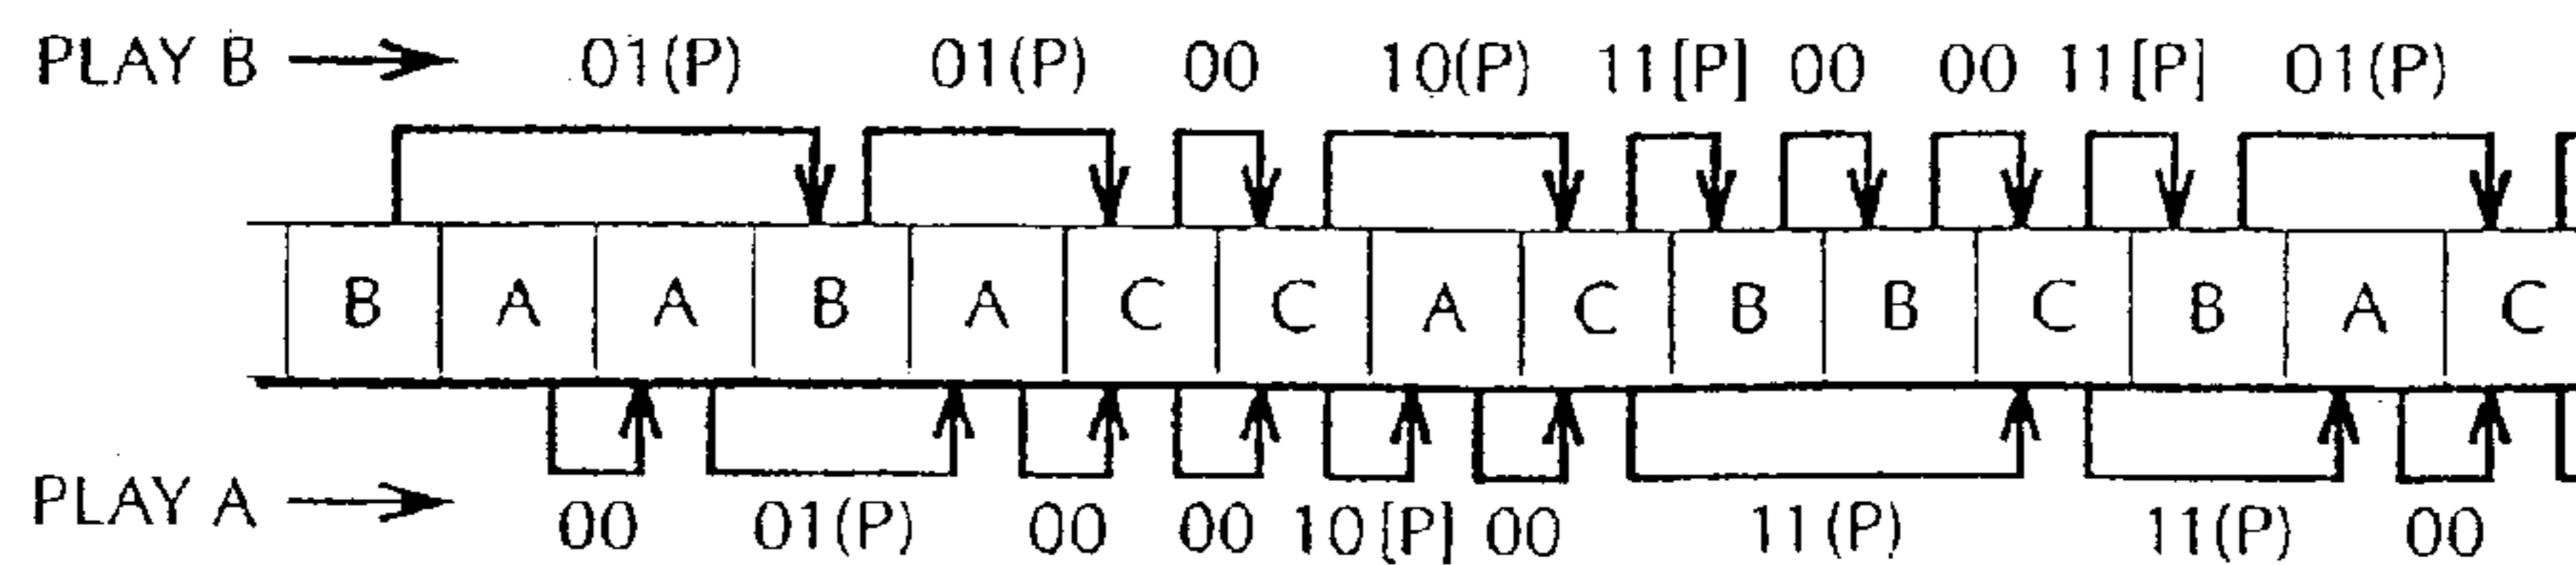 PLAY B 01(P) 01(P) 00 10(P) 11[P] 00 00 11[P] 01(P)
B A A B A C C A C B B C B A C
PLAY A 00 01(P) 00 00 10[P] 00 11(P) 11(P) 00